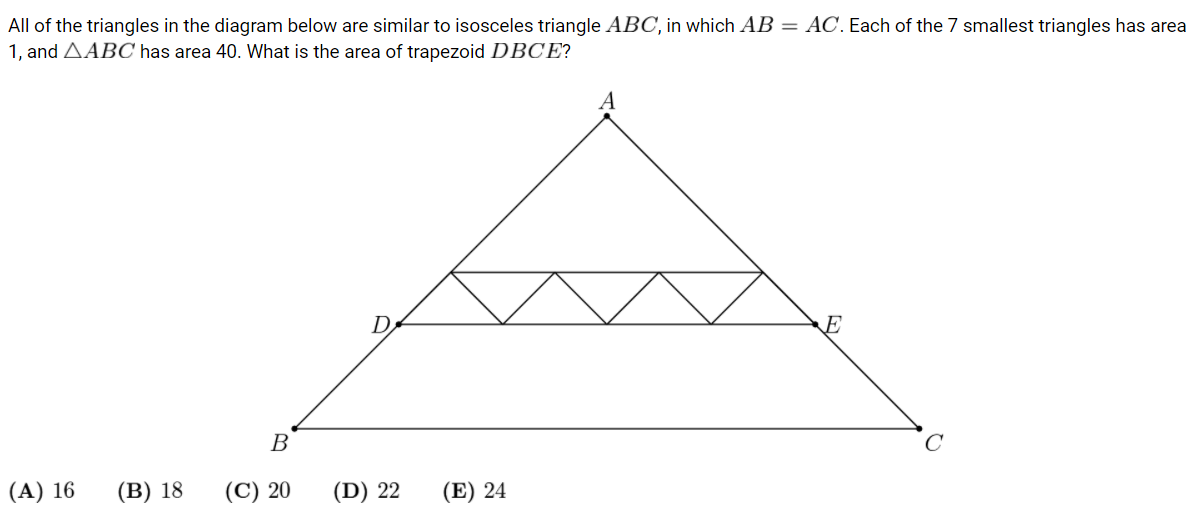 All of the triangles in the diagram below are similar to isosceles triangle ABC, in which AB = AC. Each of the 7 smallest triangles has area
1, and △ABC has area 40. What is the area of trapezoid DBCE?
A
D
E
B
C
(A) 16 (B) 18 (C) 20 (D) 22 (E) 24